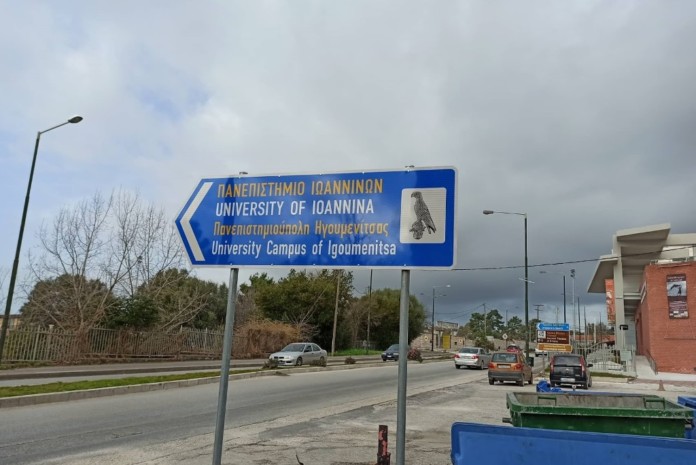 ΠΑΝΕΠΙΣΤΗΜΙΟ ΙΩΑΝΝΙΝΩΝ
UNIVERSITY OF IOANNINA
Πανεπιστημιούπολη Ηγουμενίτσας
University Campus of Igoumenitsa